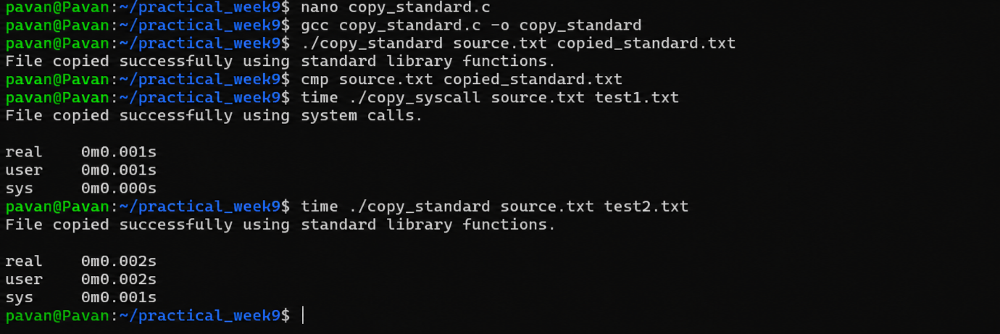 pavan@Pavan:~/practical_week9$ nano copy_standard.c
pavan@Pavan:~/practical_week9$ gcc copy_standard.c -o copy_standard
pavan@Pavan:~/practical_week9$ ./copy_standard source.txt copied_standard.txt
File copied successfully using standard library functions.
pavan@Pavan:~/practical_week9$ cmp source.txt copied_standard.txt
pavan@Pavan:~/practical_week9$ time ./copy_syscall source.txt test1.txt
File copied successfully using system calls.
real    0m0.001s
user    0m0.001s
sys     0m0.000s
pavan@Pavan:~/practical_week9$ time ./copy_standard source.txt test2.txt
File copied successfully using standard library functions.
real    0m0.002s
user    0m0.002s
sys     0m0.001s
pavan@Pavan:~/practical_week9$